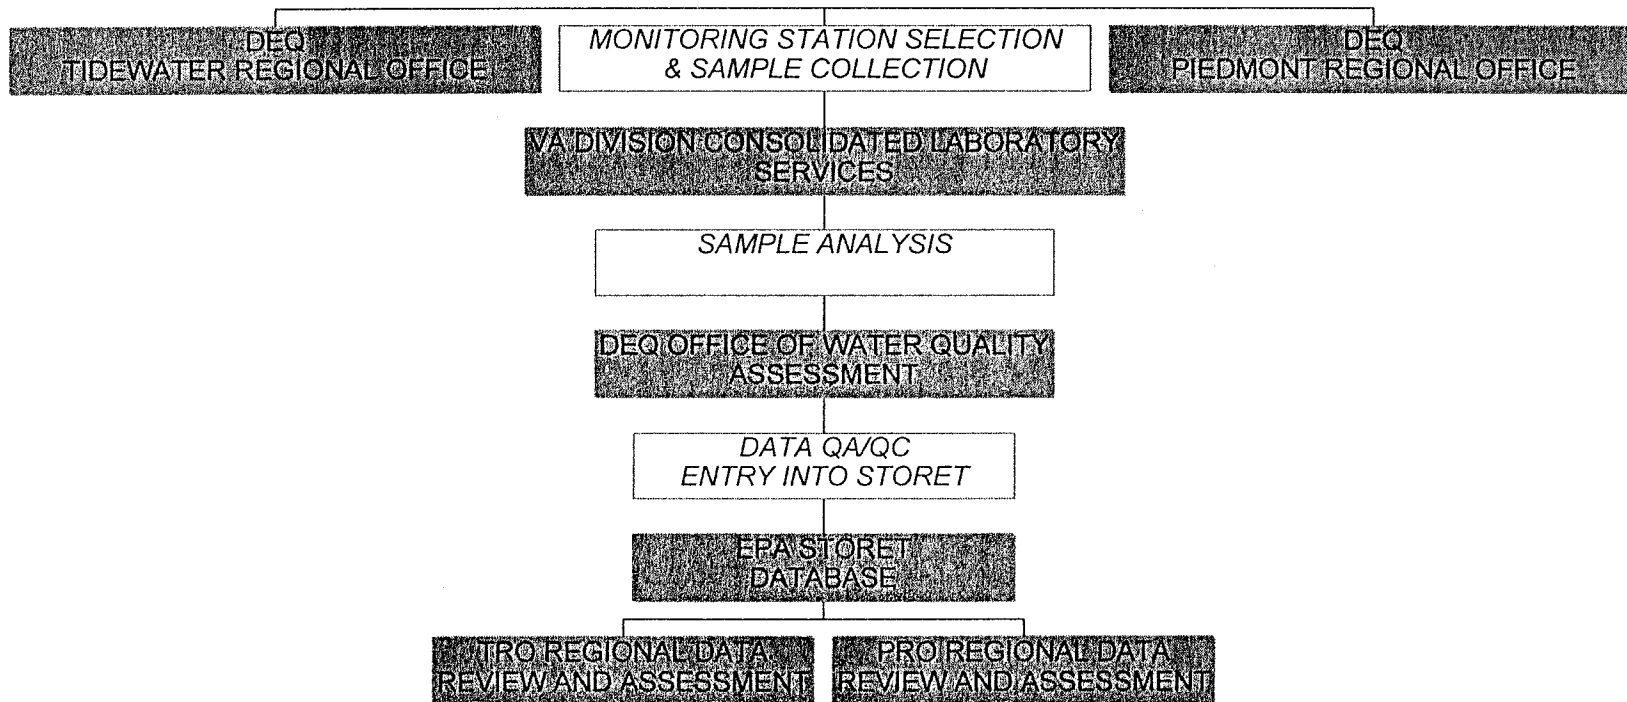 DEQ
TIDEWATER REGIONAL OFFICE
MONITORING STATION SELECTION
& SAMPLE COLLECTION
DEQ
PIEDMONT REGIONAL OFFICE
VA DIVISION CONSOLIDATED LABORATORY
SERVICES
SAMPLE ANALYSIS
DEQ OFFICE OF WATER QUALITY
ASSESSMENT
DATA QA/QC
ENTRY INTO STORET
EPA STORET
DATABASE
TRO REGIONAL DATA
REVIEW AND ASSESSMENT
PRO REGIONAL DATA
REVIEW AND ASSESSMENT